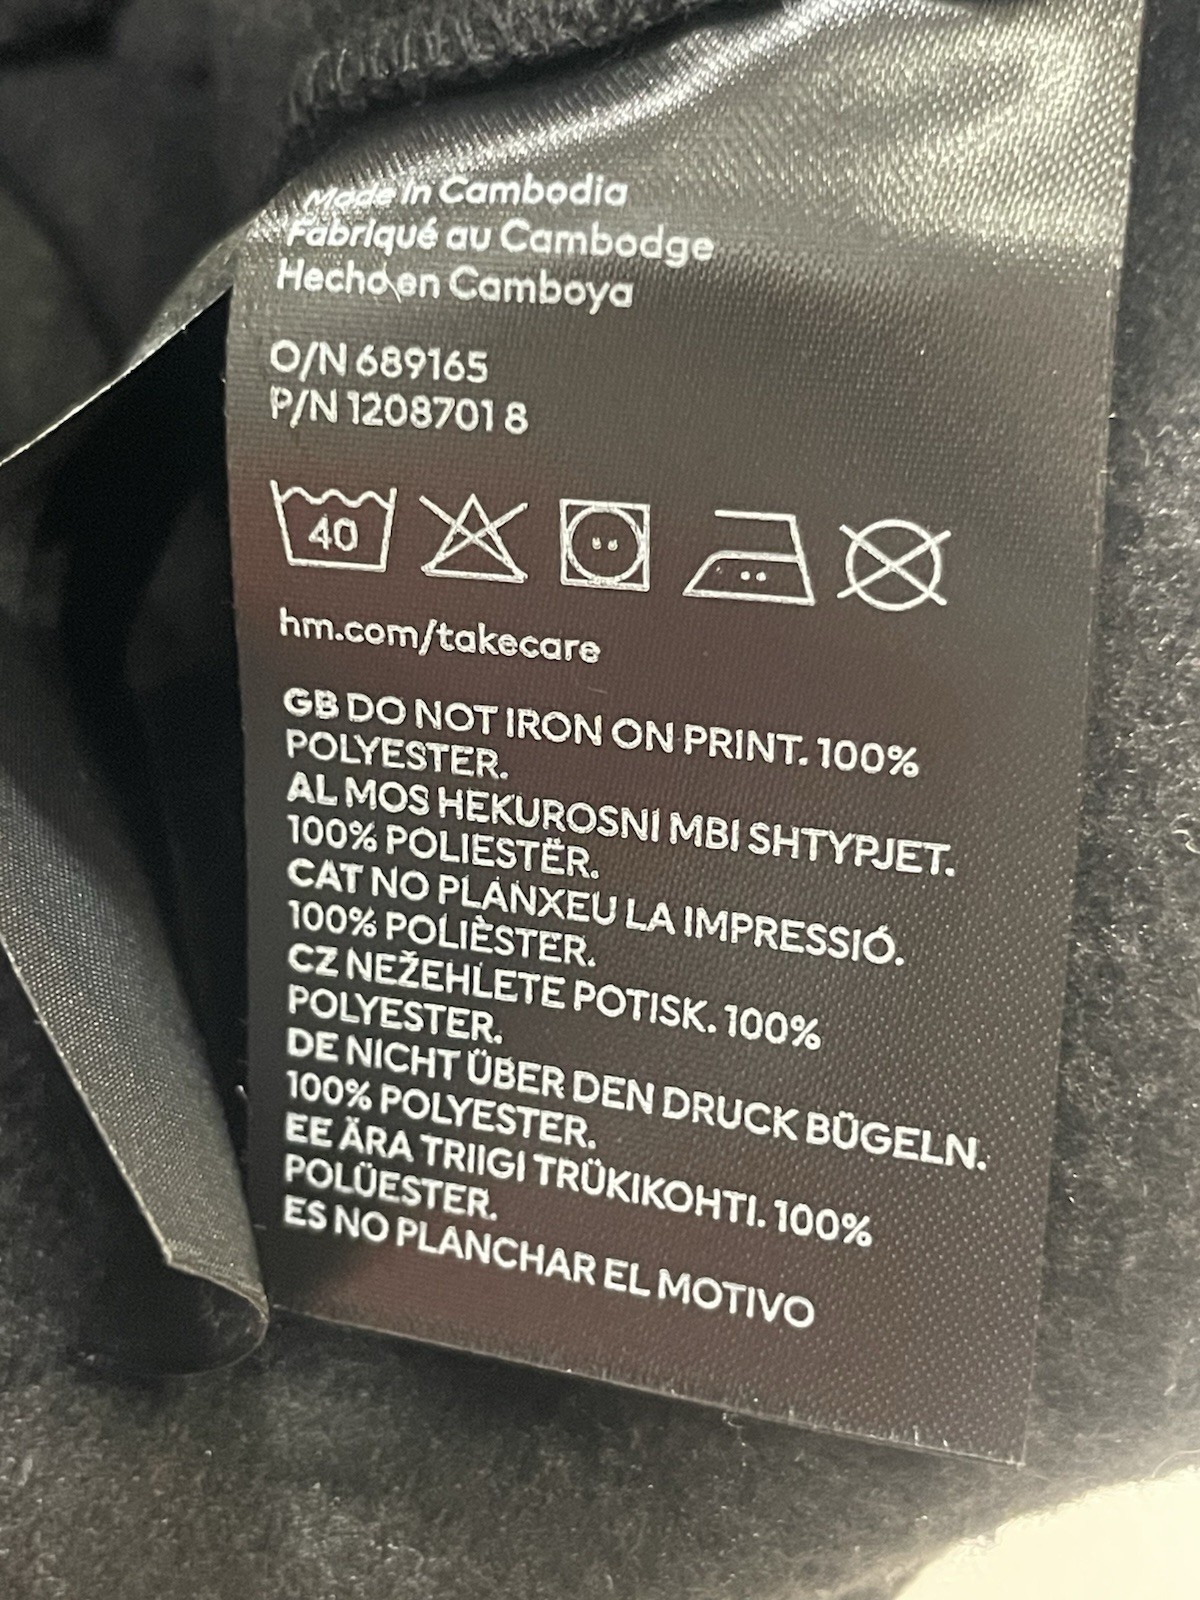 Made in Cambodia
Fabriqué au Cambodge
Hecho en Camboya
O/N 689165
P/N 1208701 8
40
hm.com/takecare
GB DO NOT IRON ON PRINT. 100%
POLYESTER.
AL MOS HEKUROSNI MBI SHTYPJET.
100% POLIESTËR.
CAT NO PLANXEU LA IMPRESSIÓ.
100% POLIÈSTER.
CZ NEŽEHLETE POTISK. 100%
POLYESTER.
DE NICHT ÜBER DEN DRUCK BÜGELN.
100% POLYESTER.
EE ÄRA TRIIGI TRÜKIKOHTI. 100%
POLÜESTER.
ES NO PLANCHAR EL MOTIVO